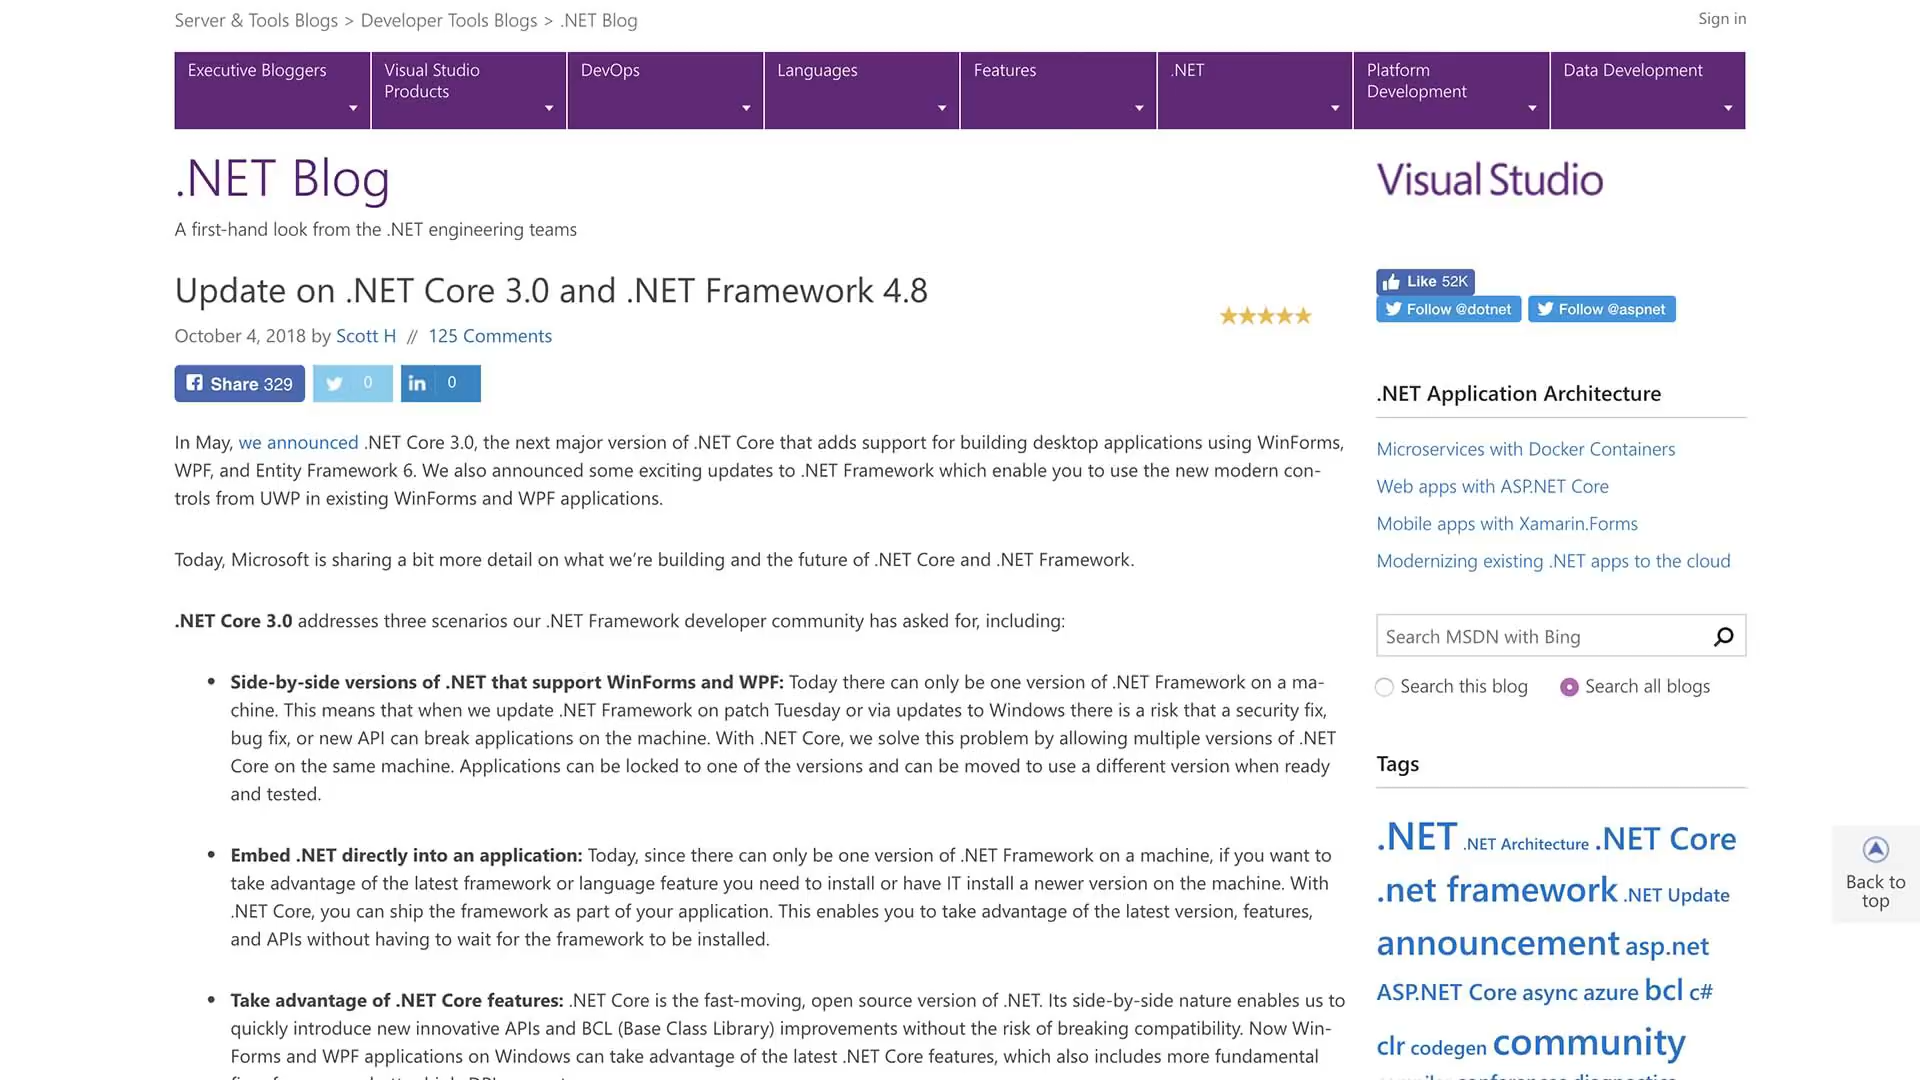 Server & Tools Blogs > Developer Tools Blogs > .NET Blog
Sign in
Executive Bloggers
Visual Studio
Products
DevOps
Languages
Features
.NET
Platform
Development
Data Development
.NET Blog
A first-hand look from the .NET engineering teams
Update on .NET Core 3.0 and .NET Framework 4.8
October 4, 2018 by Scott H // 125 Comments
Share 329
0
in 0
In May, we announced .NET Core 3.0, the next major version of .NET Core that adds support for building desktop applications using WinForms,
WPF, and Entity Framework 6. We also announced some exciting updates to .NET Framework which enable you to use the new modern con-
trols from UWP in existing WinForms and WPF applications.
Today, Microsoft is sharing a bit more detail on what we’re building and the future of .NET Core and .NET Framework.
.NET Core 3.0 addresses three scenarios our .NET Framework developer community has asked for, including:
• Side-by-side versions of .NET that support WinForms and WPF: Today there can only be one version of .NET Framework on a ma-
chine. This means that when we update .NET Framework on patch Tuesday or via updates to Windows there is a risk that a security fix,
bug fix, or new API can break applications on the machine. With .NET Core, we solve this problem by allowing multiple versions of .NET
Core on the same machine. Applications can be locked to one of the versions and can be moved to use a different version when ready
and tested.
• Embed .NET directly into an application: Today, since there can only be one version of .NET Framework on a machine, if you want to
take advantage of the latest framework or language feature you need to install or have IT install a newer version on the machine. With
.NET Core, you can ship the framework as part of your application. This enables you to take advantage of the latest version, features,
and APIs without having to wait for the framework to be installed.
• Take advantage of .NET Core features: .NET Core is the fast-moving, open source version of .NET. Its side-by-side nature enables us to
quickly introduce new innovative APIs and BCL (Base Class Library) improvements without the risk of breaking compatibility. Now Win-
Forms and WPF applications on Windows can take advantage of the latest .NET Core features, which also includes more fundamental
Visual Studio
Like 52K
Follow @dotnet
Follow @aspnet
.NET Application Architecture
Microservices with Docker Containers
Web apps with ASP.NET Core
Mobile apps with Xamarin.Forms
Modernizing existing .NET apps to the cloud
Search MSDN with Bing
Search this blog
Search all blogs
Tags
.NET .NET Architecture .NET Core
.net framework .NET Update
announcement asp.net
ASP.NET Core async azure bcl c#
clr codegen community
Back to
top